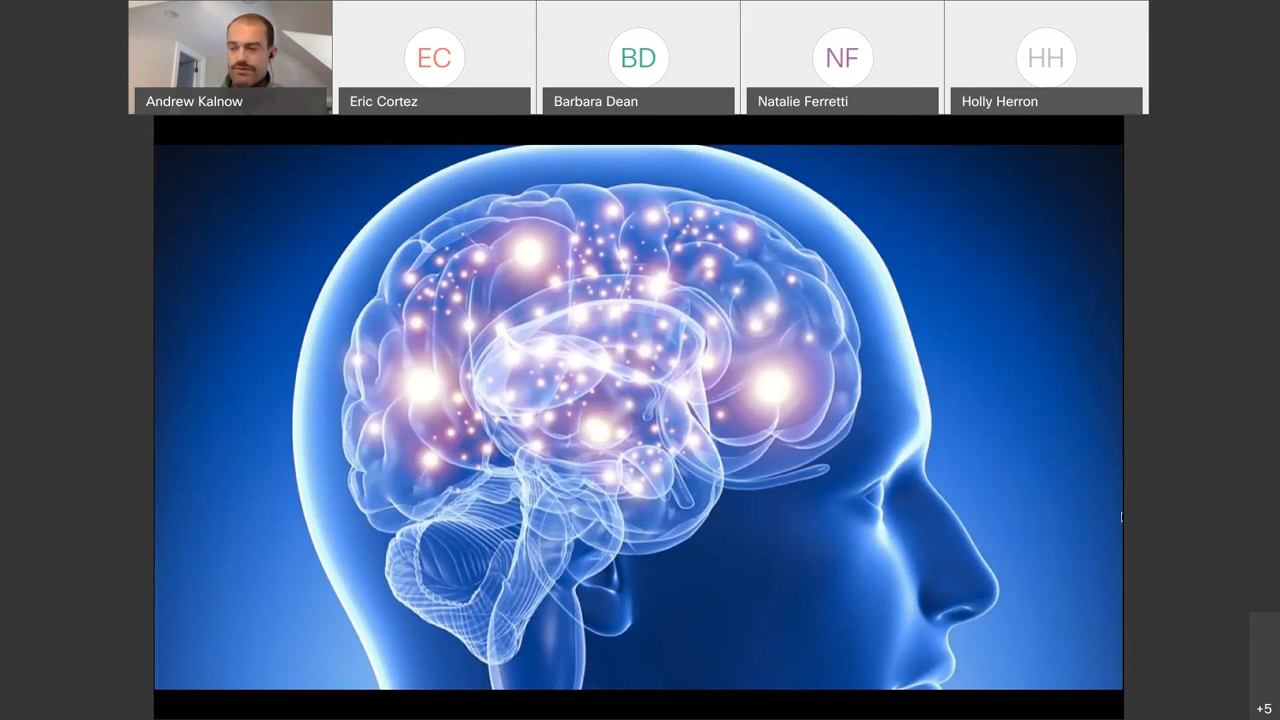 EC
BD
NF
HH
Andrew Kalnow
Eric Cortez
Barbara Dean
Natalie Ferretti
Holly Herron
+5